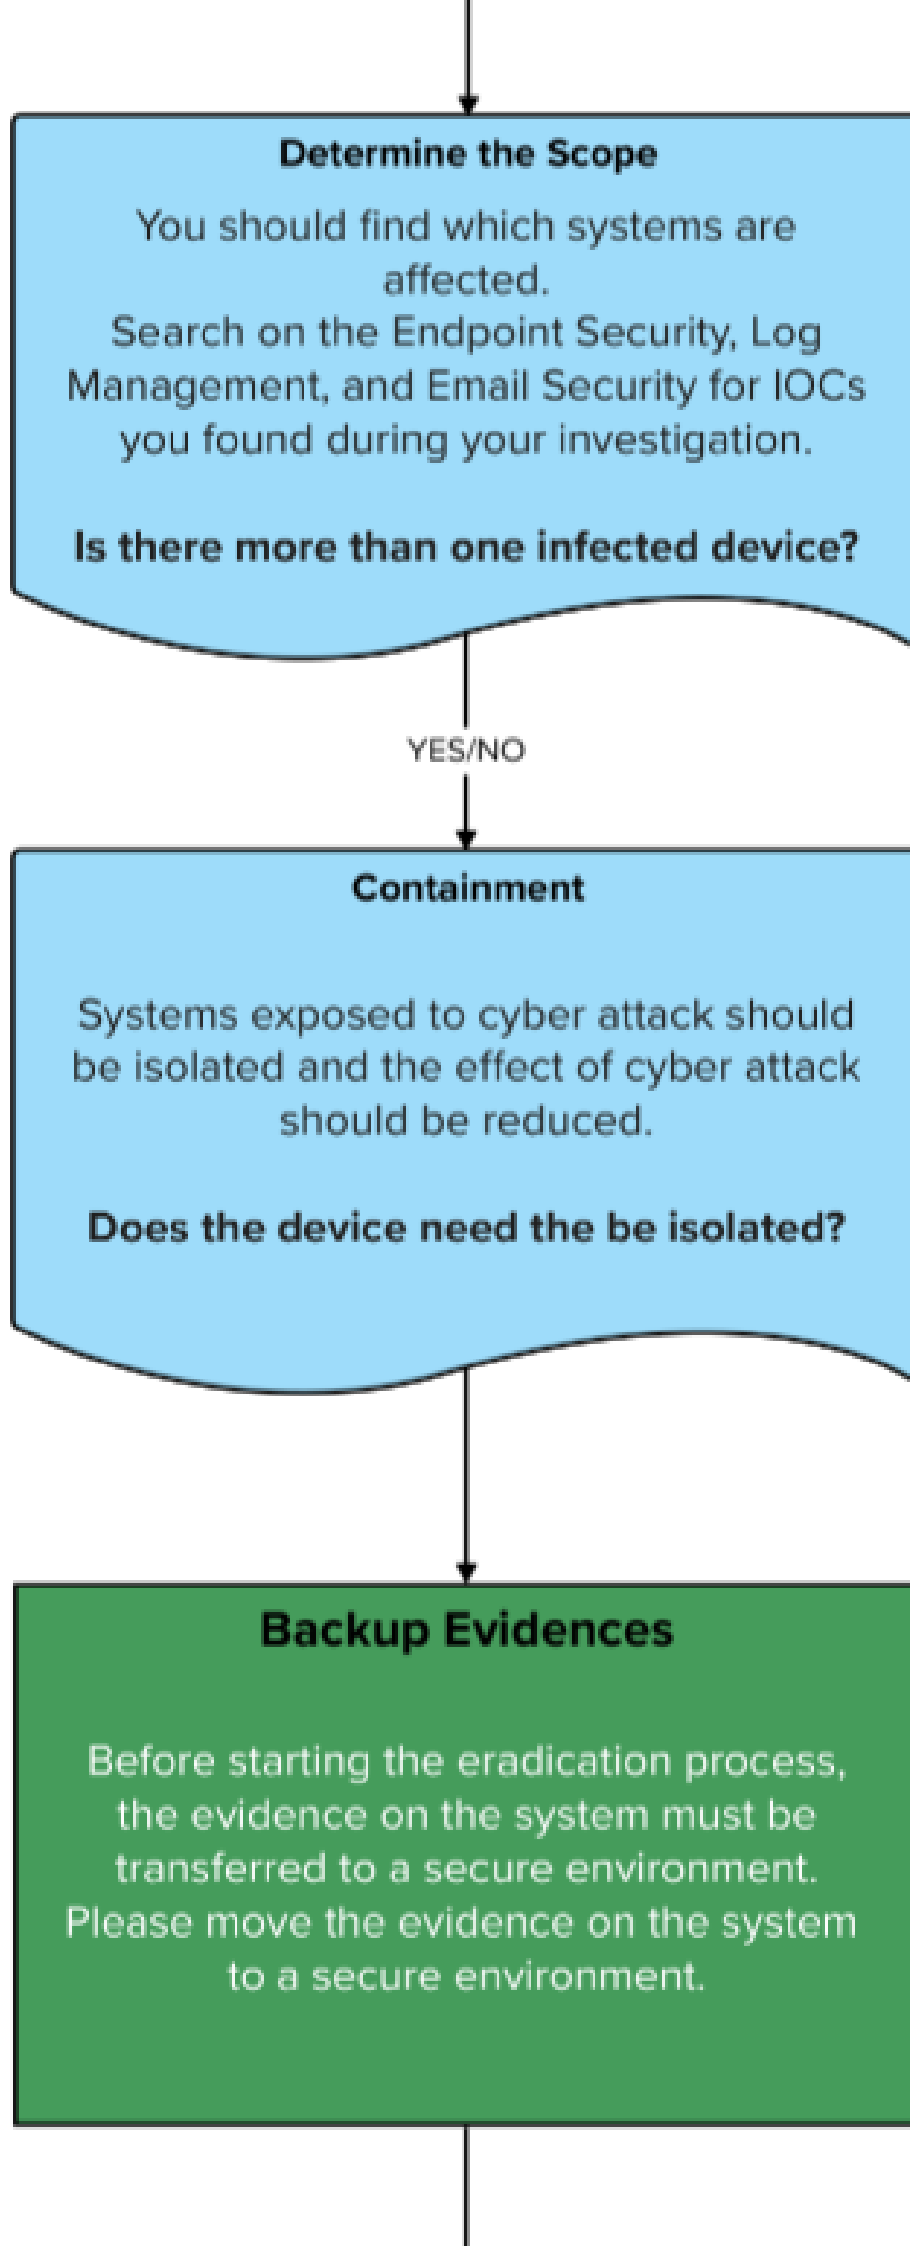 Determine the Scope
You should find which systems are
affected.
Search on the Endpoint Security, Log
Management, and Email Security for IOCs
you found during your investigation.
Is there more than one infected device?
YES/NO
Containment
Systems exposed to cyber attack should
be isolated and the effect of cyber attack
should be reduced.
Does the device need the be isolated?
Backup Evidences
Before starting the eradication process,
the evidence on the system must be
transferred to a secure environment.
Please move the evidence on the system
to a secure environment.